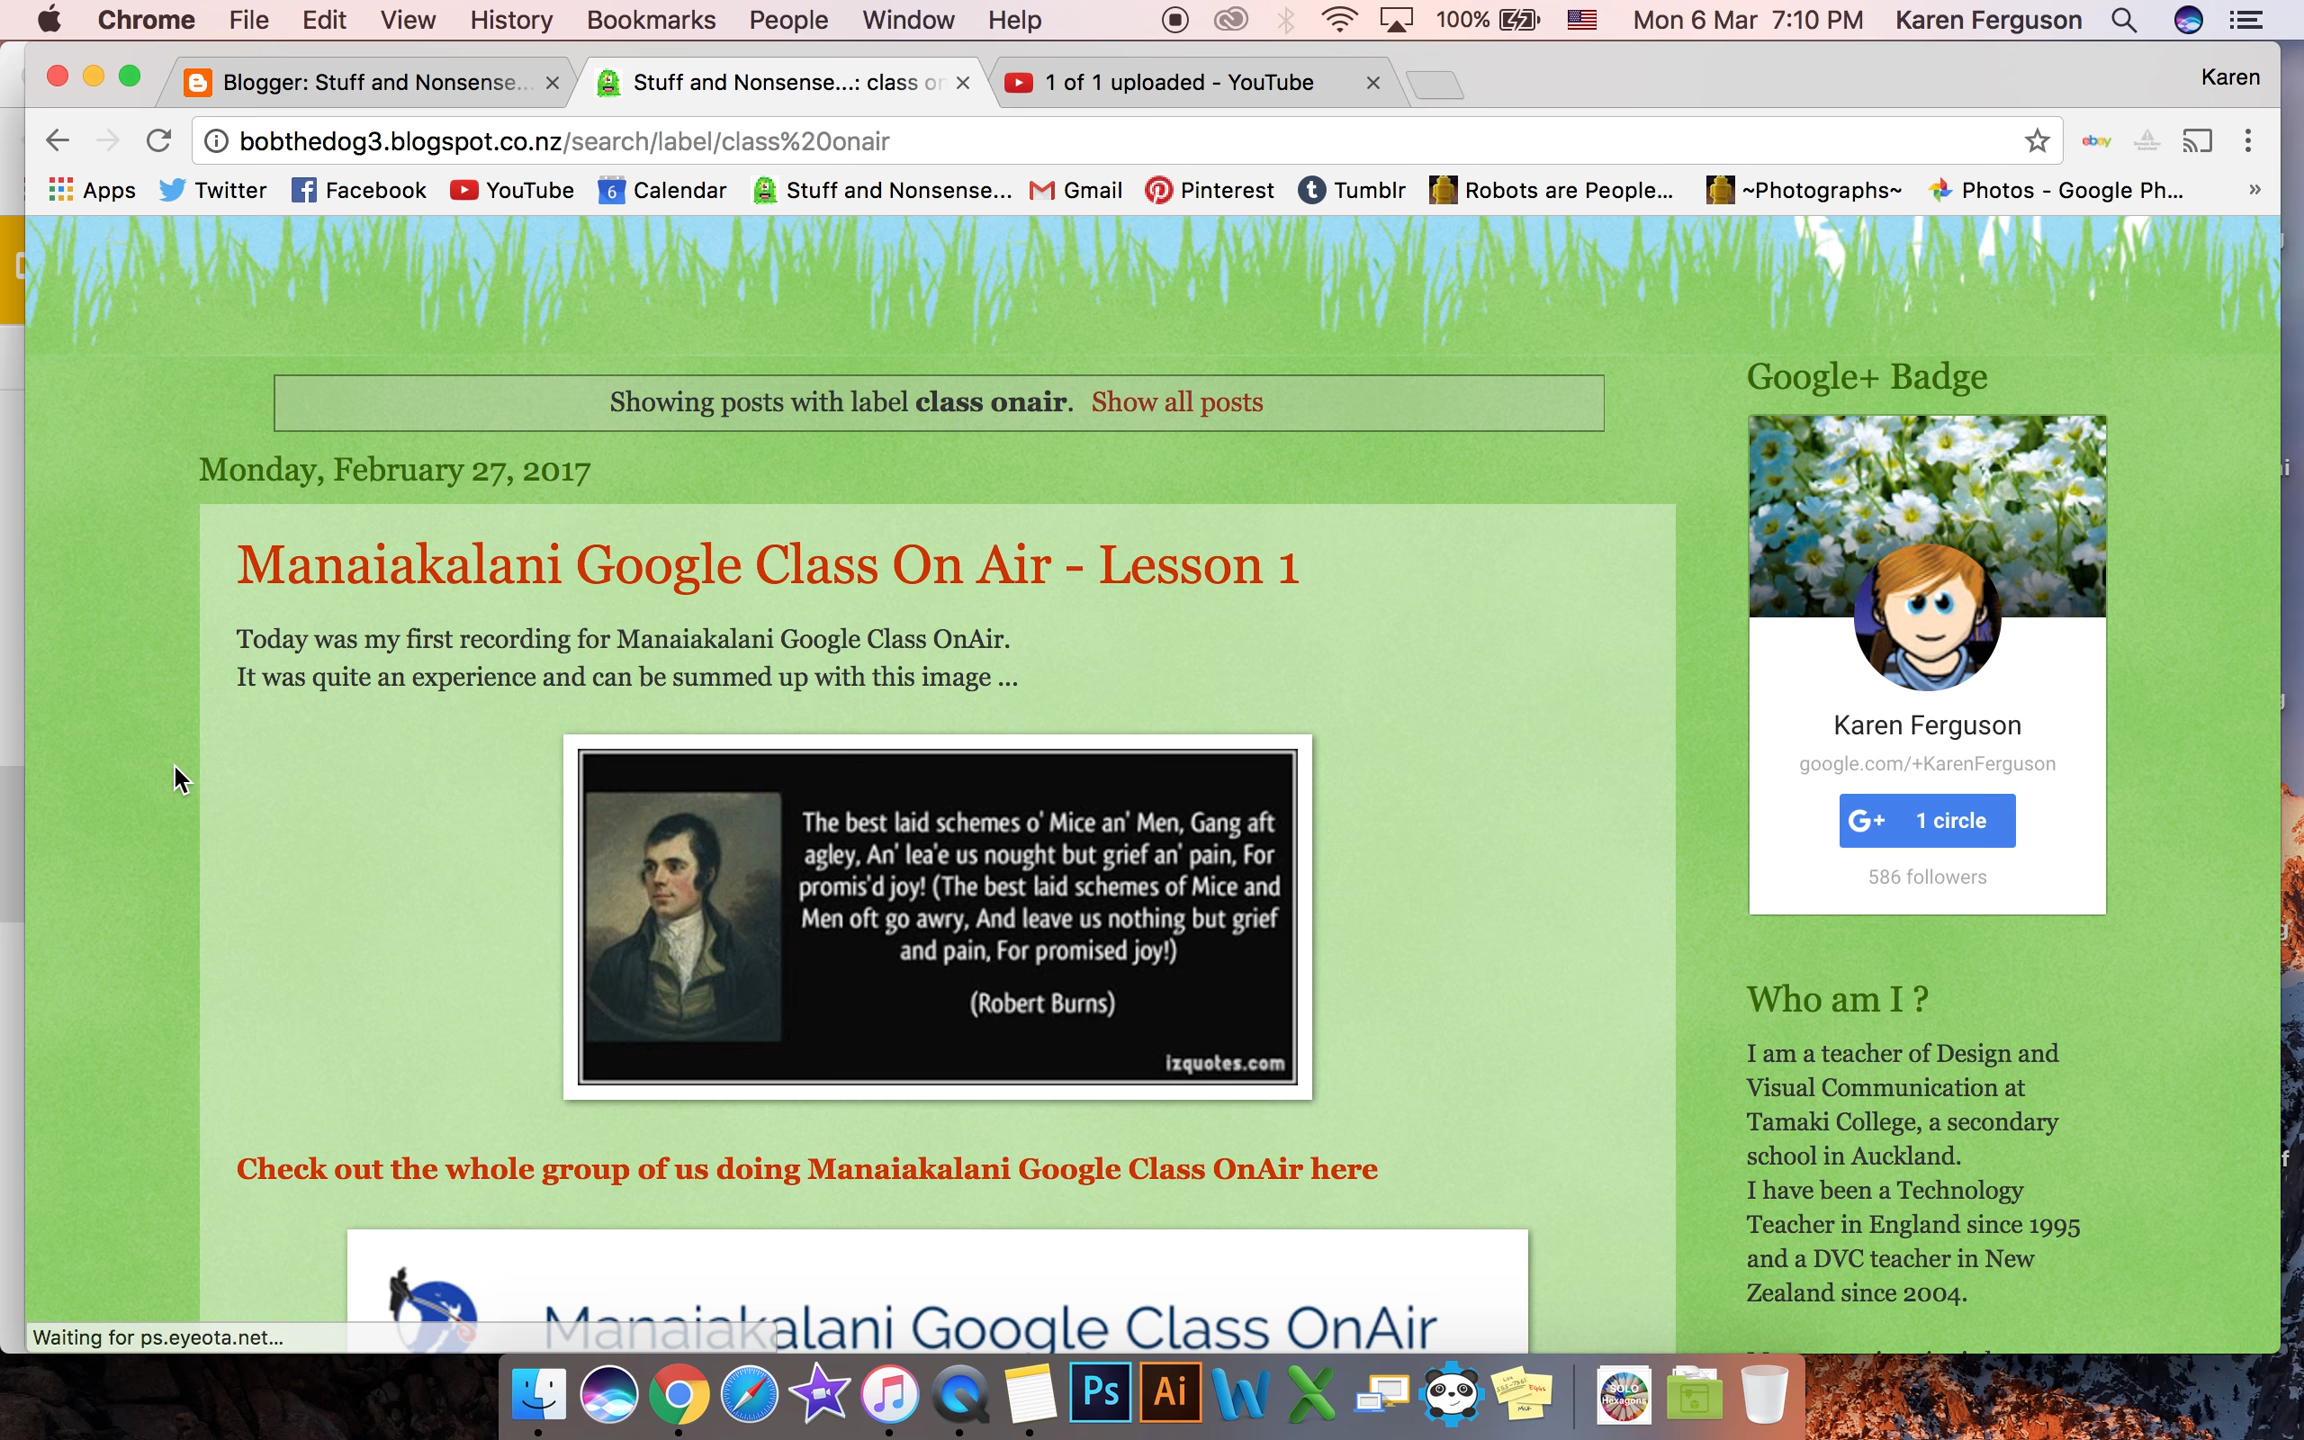 Chrome File Edit View History Bookmarks People Window Help 100% Mon 6 Mar 7:10 PM Karen Ferguson
Blogger: Stuff and Nonsense... Stuff and Nonsense...: class on 1 of 1 uploaded - YouTube Karen
bobthedog3.blogspot.co.nz/search/label/class%20onair ebay
Apps Twitter Facebook YouTube 6 Calendar Stuff and Nonsense... Gmail Pinterest Tumblr Robots are People... ~Photographs~ Photos - Google Ph... »
Showing posts with label class onair. Show all posts
Monday, February 27, 2017
Manaiakalani Google Class On Air - Lesson 1
Today was my first recording for Manaiakalani Google Class OnAir.
It was quite an experience and can be summed up with this image ...
The best laid schemes o' Mice an' Men, Gang aft
agley, An' lea'e us nought but grief an' pain, For
promis'd joy! (The best laid schemes of Mice and
Men oft go awry, And leave us nothing but grief
and pain, For promised joy!)
(Robert Burns)
izquotes.com
Check out the whole group of us doing Manaiakalani Google Class OnAir here
Manaiakalani Google Class OnAir
Google+ Badge
Karen Ferguson
google.com/+KarenFerguson
G+ 1 circle
586 followers
Who am I ?
I am a teacher of Design and
Visual Communication at
Tamaki College, a secondary
school in Auckland.
I have been a Technology
Teacher in England since 1995
and a DVC teacher in New
Zealand since 2004.
Waiting for ps.eyeota.net...
Ps Ai SOLO
Hexagons